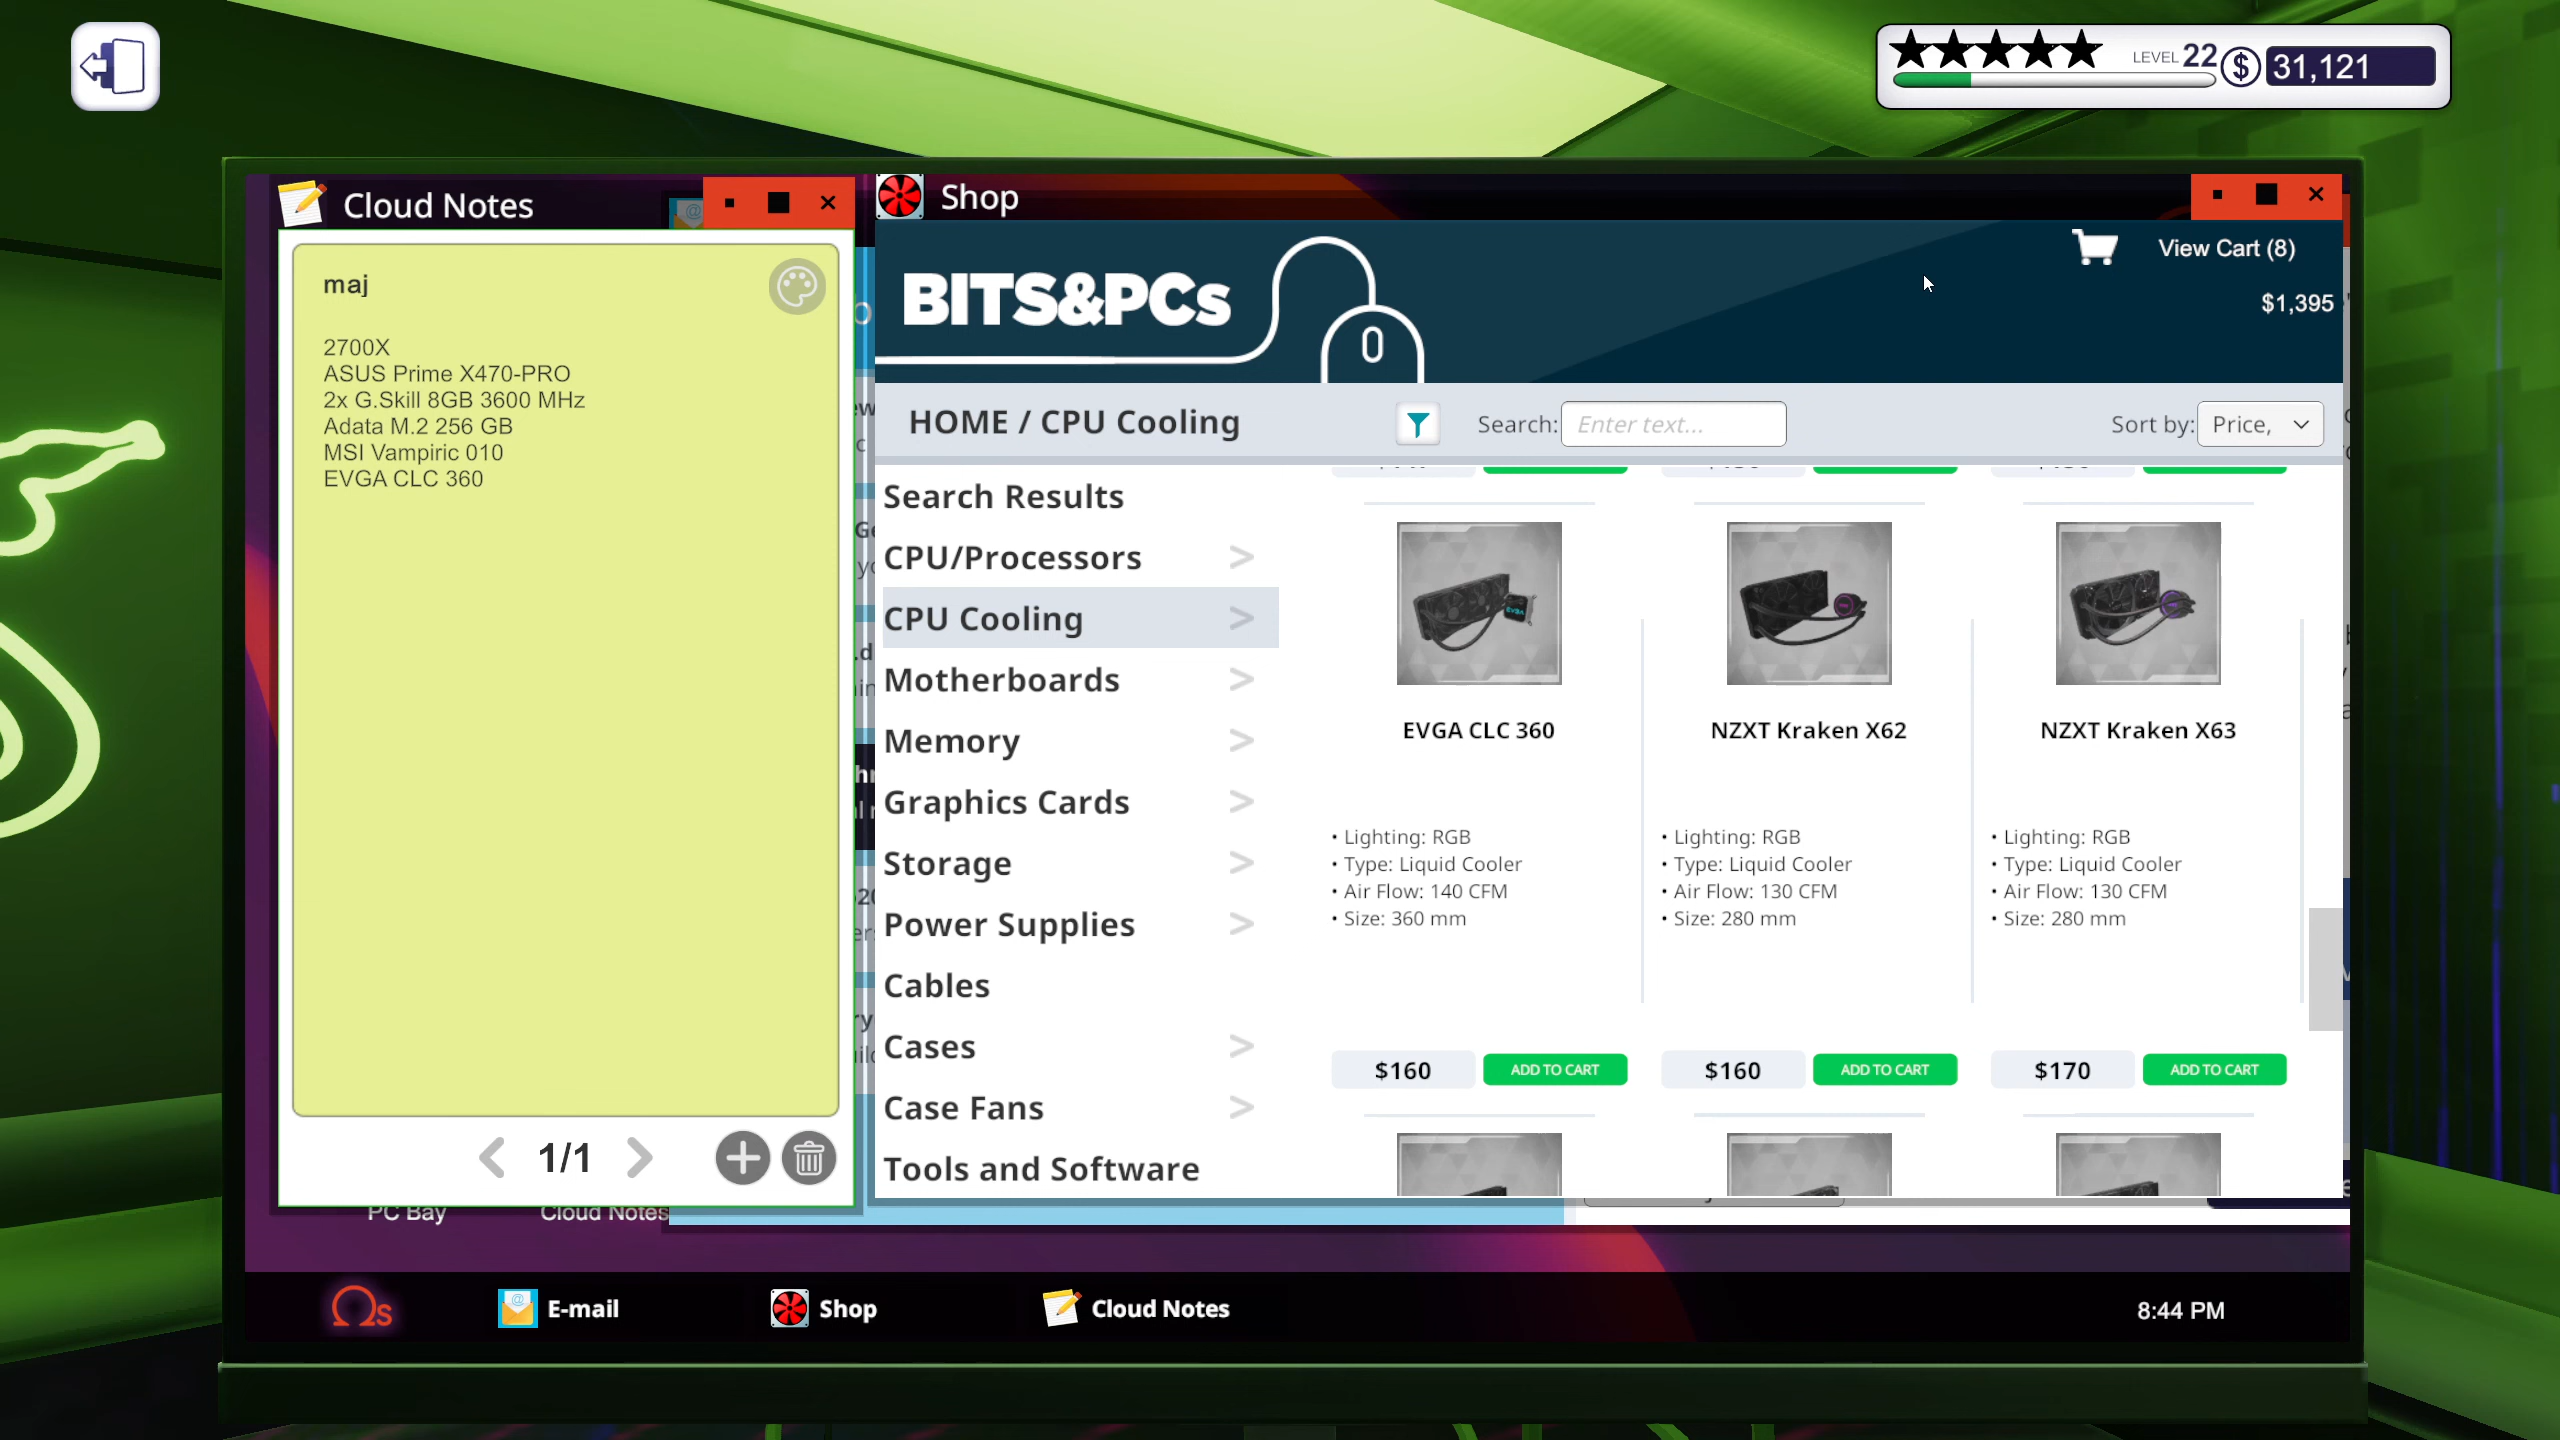 LEVEL 22
$ 31,121
Cloud Notes
Shop
maj
2700X
ASUS Prime X470-PRO
2x G.Skill 8GB 3600 MHz
Adata M.2 256 GB
MSI Vampiric 010
EVGA CLC 360
1/1
BITS&PCs
View Cart (8)
$1,395
HOME / CPU Cooling
Search:
Enter text...
Sort by:
Price,
Search Results
CPU/Processors >
CPU Cooling >
Motherboards >
Memory >
Graphics Cards >
Storage >
Power Supplies >
Cables
Cases >
Case Fans >
Tools and Software
EVGA CLC 360
• Lighting: RGB
• Type: Liquid Cooler
• Air Flow: 140 CFM
• Size: 360 mm
$160
ADD TO CART
NZXT Kraken X62
• Lighting: RGB
• Type: Liquid Cooler
• Air Flow: 130 CFM
• Size: 280 mm
$160
ADD TO CART
NZXT Kraken X63
• Lighting: RGB
• Type: Liquid Cooler
• Air Flow: 130 CFM
• Size: 280 mm
$170
ADD TO CART
PC Bay
Cloud Notes
Ωs
E-mail
Shop
Cloud Notes
8:44 PM